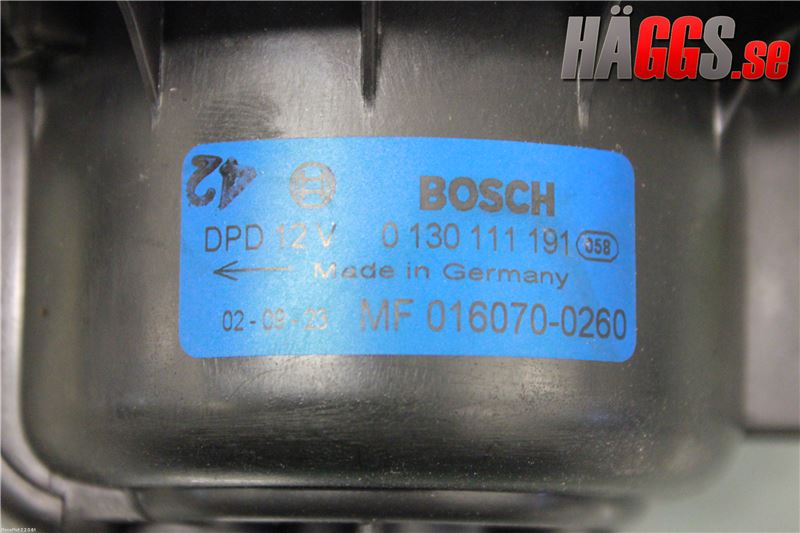 HÄGGS.se
42
BOSCH
DPD 12 V 0 130 111 191 058
Made in Germany
02-09-23 MF 016070-0260